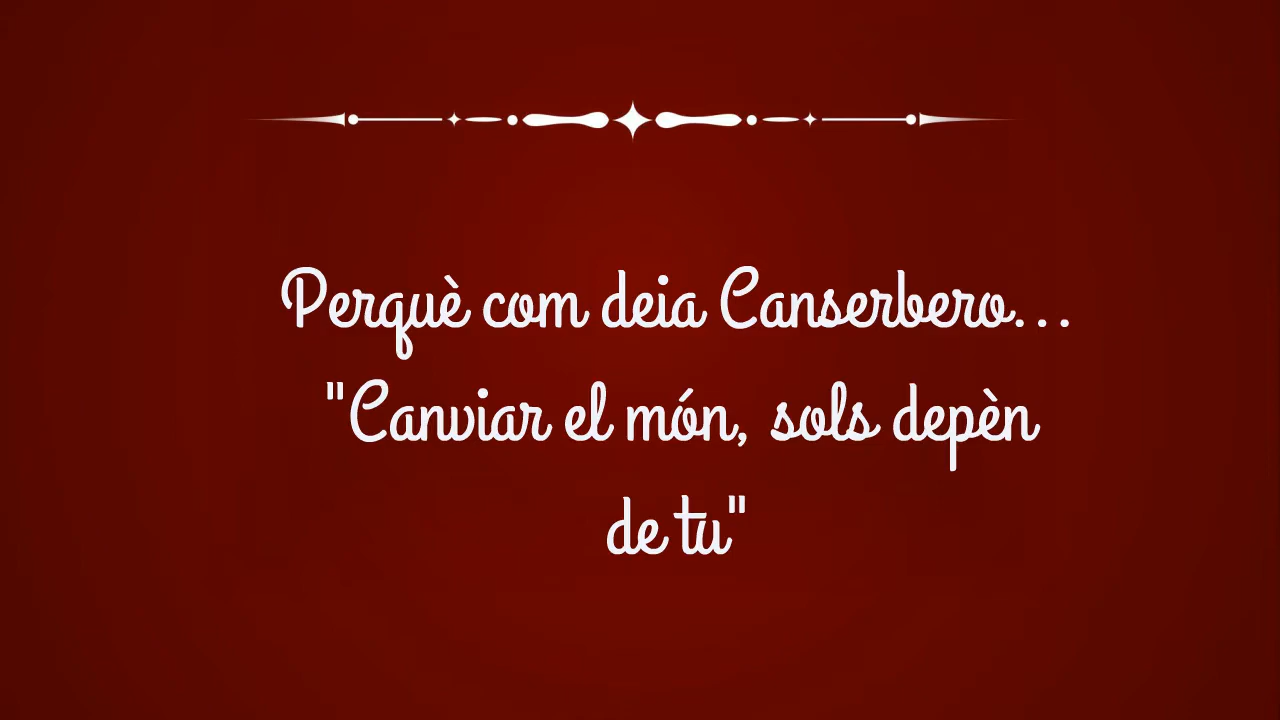 Perquè com deia Canserbero...
"Canviar el món, sols depèn
de tu"